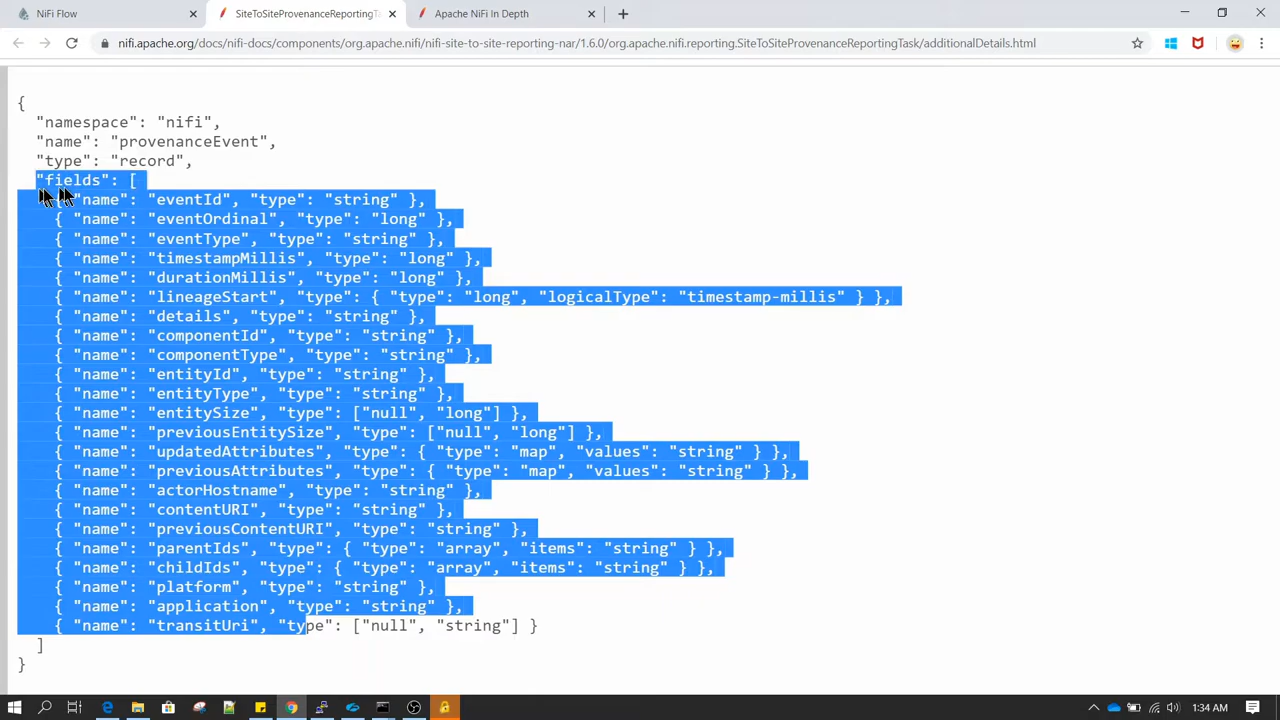 NiFi Flow
SiteToSiteProvenanceReportingTa
Apache NiFi In Depth
nifi.apache.org/docs/nifi-docs/components/org.apache.nifi/nifi-site-to-site-reporting-nar/1.6.0/org.apache.nifi.reporting.SiteToSiteProvenanceReportingTask/additionalDetails.html
{
"namespace": "nifi",
"name": "provenanceEvent",
"type": "record",
"fields": [
{ "name": "eventId", "type": "string" },
{ "name": "eventOrdinal", "type": "long" },
{ "name": "eventType", "type": "string" },
{ "name": "timestampMillis", "type": "long" },
{ "name": "durationMillis", "type": "long" },
{ "name": "lineageStart", "type": { "type": "long", "logicalType": "timestamp-millis" } },
{ "name": "details", "type": "string" },
{ "name": "componentId", "type": "string" },
{ "name": "componentType", "type": "string" },
{ "name": "entityId", "type": "string" },
{ "name": "entityType", "type": "string" },
{ "name": "entitySize", "type": ["null", "long"] },
{ "name": "previousEntitySize", "type": ["null", "long"] },
{ "name": "updatedAttributes", "type": { "type": "map", "values": "string" } },
{ "name": "previousAttributes", "type": { "type": "map", "values": "string" } },
{ "name": "actorHostname", "type": "string" },
{ "name": "contentURI", "type": "string" },
{ "name": "previousContentURI", "type": "string" },
{ "name": "parentIds", "type": { "type": "array", "items": "string" } },
{ "name": "childIds", "type": { "type": "array", "items": "string" } },
{ "name": "platform", "type": "string" },
{ "name": "application", "type": "string" },
{ "name": "transitUri", "type": ["null", "string"] }
]
}
1:34 AM